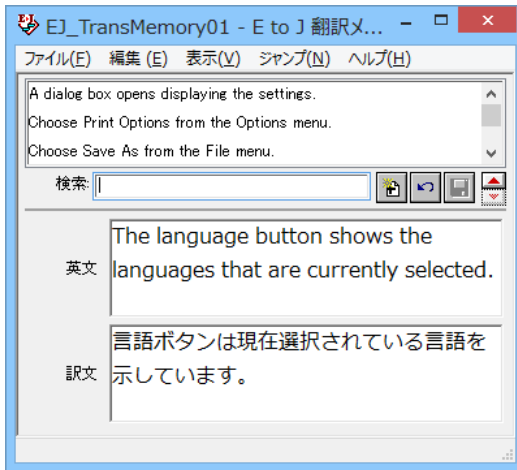 EJ_TransMemory01 - E to J 翻訳メ...
ファイル(F) 編集 (E) 表示(V) ジャンプ(N) ヘルプ(H)
A dialog box opens displaying the settings.
Choose Print Options from the Options menu.
Choose Save As from the File menu.
検索:
英文
The language button shows the
languages that are currently selected.
訳文
言語ボタンは現在選択されている言語を
示しています。